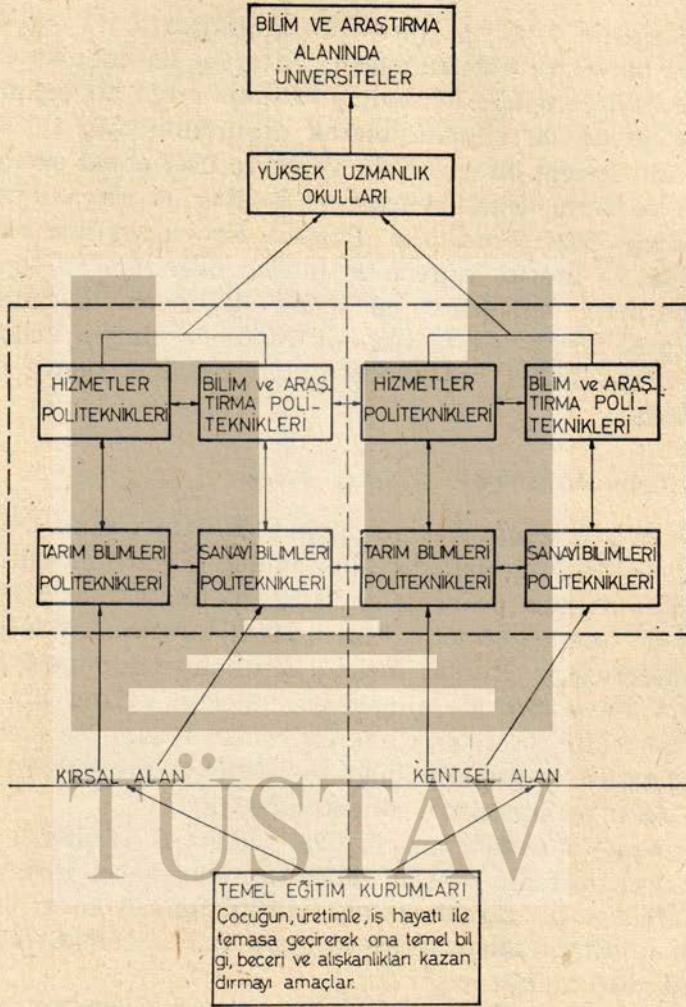 BİLİM VE ARAŞTIRMA
ALANINDA
ÜNİVERSİTELER
YÜKSEK UZMANLIK
OKULLARI
HİZMETLER
POLİTEKNİKLERİ
BİLİM ve ARAŞ_
TIRMA POLİ_
TEKNİKLERİ
HİZMETLER
POLİTEKNİKLERİ
BİLİM ve ARAŞ_
TIRMA POLİ_
TEKNİKLERİ
TARIM BİLİMLERİ
POLİTEKNİKLERİ
SANAYİ BİLİMLERİ
POLİTEKNİKLERİ
TARIM BİLİMLERİ
POLİTEKNİKLERİ
SANAYİ BİLİMLERİ
POLİTEKNİKLERİ
KIRSAL ALAN
KENTSEL ALAN
TÜSTAV
TEMEL EĞİTİM KURUMLARI
Çocuğun, üretimle, iş hayatı ile
temasa geçirerek ona temel bil
gi, beceri ve alışkanlıkları kazan
dırmayı amaçlar.